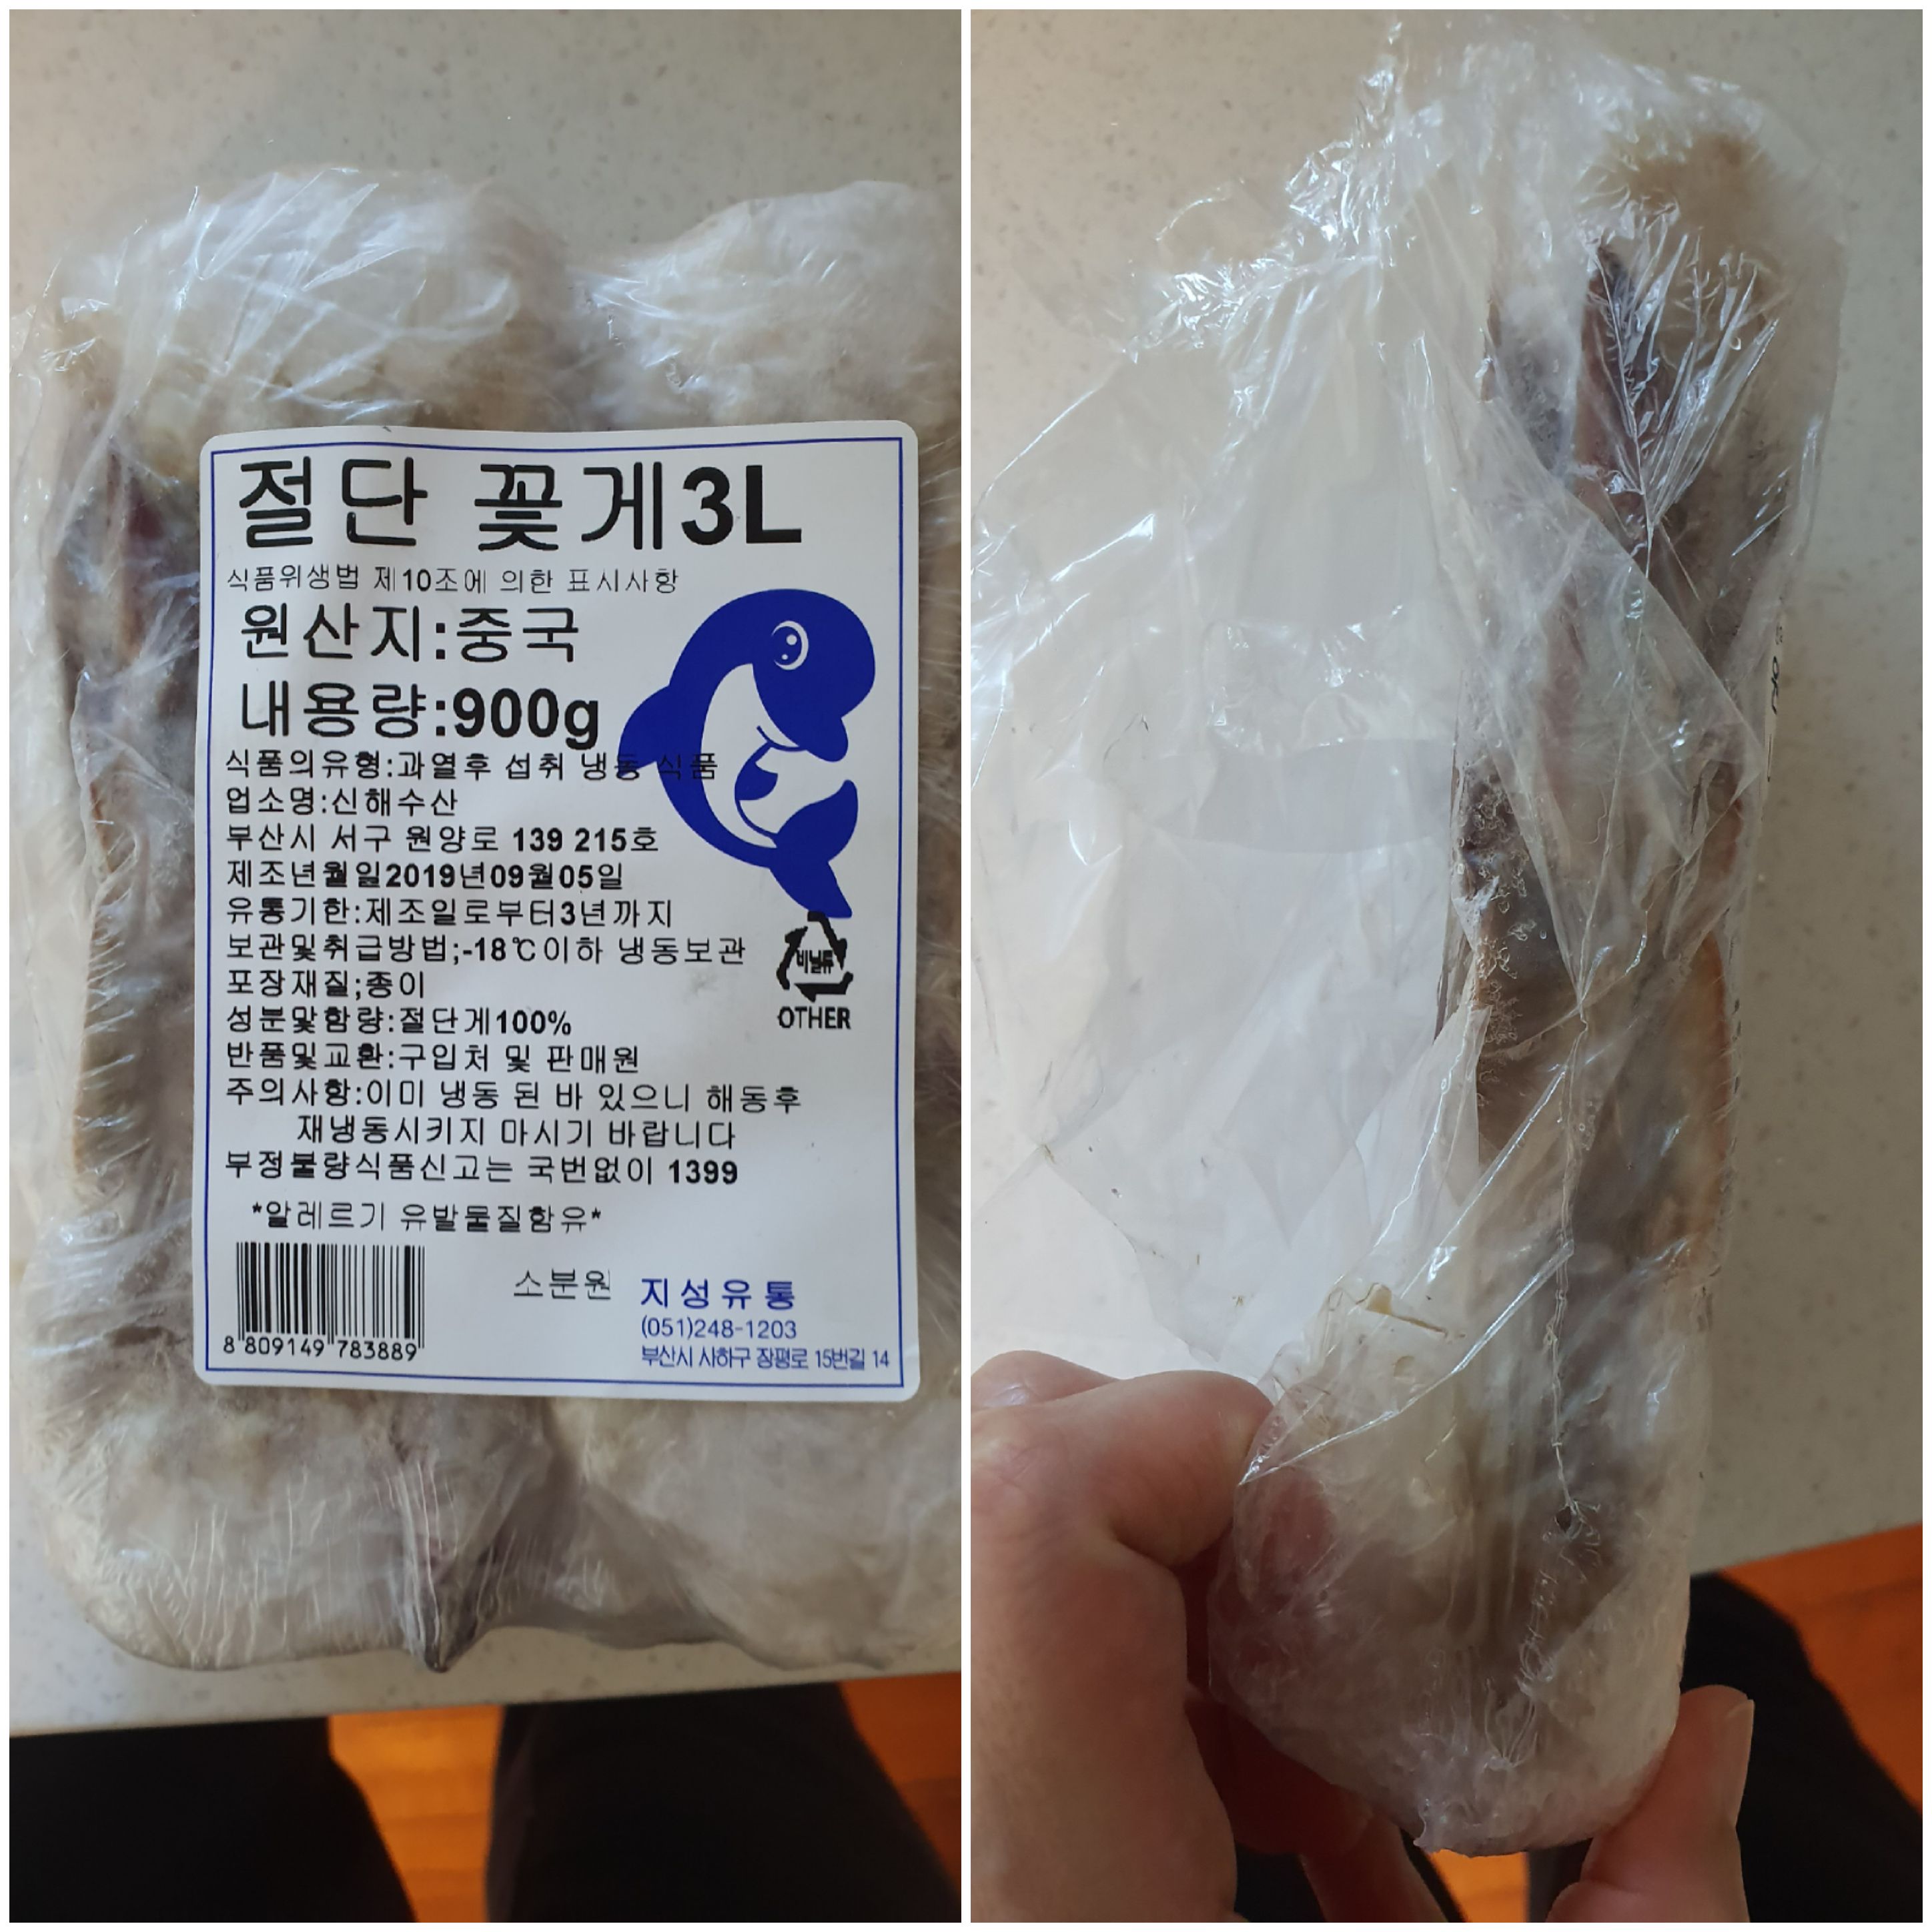 절단 꽃게3L
식품위생법 제10조에 의한 표시사항
원산지:중국
내용량:900g
식품의유형:과열후 섭취 냉동 식품
업소명:신해수산
부산시 서구 원양로 139 215호
제조년월일2019년09월05일
유통기한:제조일로부터3년까지
보관및취급방법;-18℃이하 냉동보관
비닐류
포장재질;종이
OTHER
성분맟함량:절단게100%
반품및교환:구입처 및 판매원
주의사항:이미 냉동 된 바 있으니 해동후
재냉동시키지 마시기 바랍니다
부정불량식품신고는 국번없이 1399
*알레르기 유발물질함유*
소분원 지성유통
(051)248-1203
부산시 사하구 장평로 15번길 14
8 809149 783889